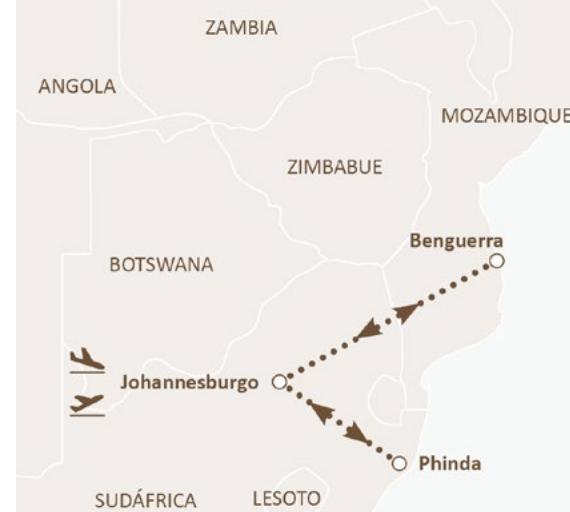 ZAMBIA
ANGOLA
MOZAMBIQUE
ZIMBABUE
Benguerra
BOTSWANA
Johannesburgo
Phinda
SUDÁFRICA
LESOTO